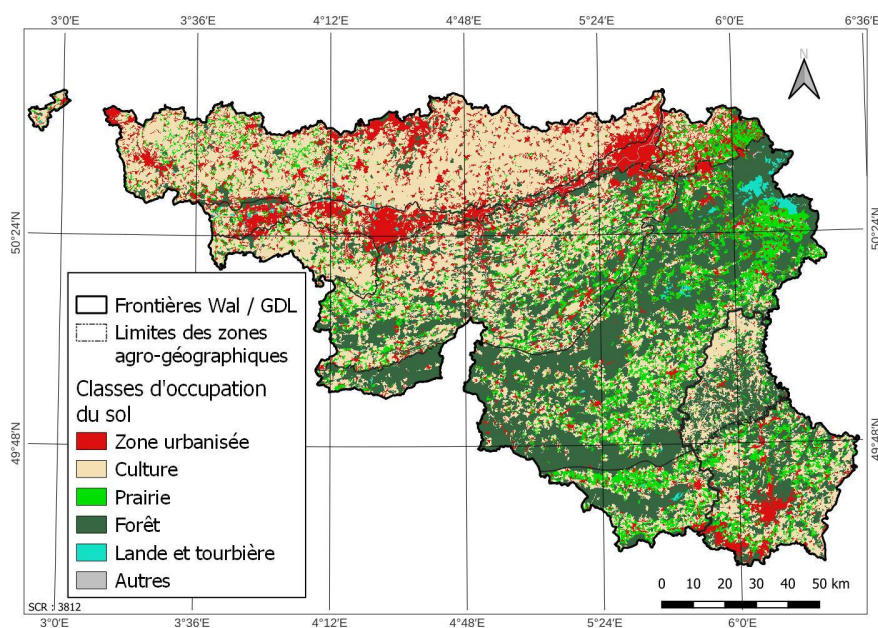 3°0′E 3°36′E 4°12′E 4°48′E 5°24′E 6°0′E 6°36′E
N
50°24′N 50°24′N
Frontières Wal / GDL
Limites des zones
agro-géographiques
Classes d'occupation
du sol
Zone urbanisée
Culture
Prairie
Forêt
Lande et tourbière
Autres
49°48′N 49°48′N
0 10 20 30 40 50 km
SCR : 3812
3°0′E 3°36′E 4°12′E 4°48′E 5°24′E 6°0′E